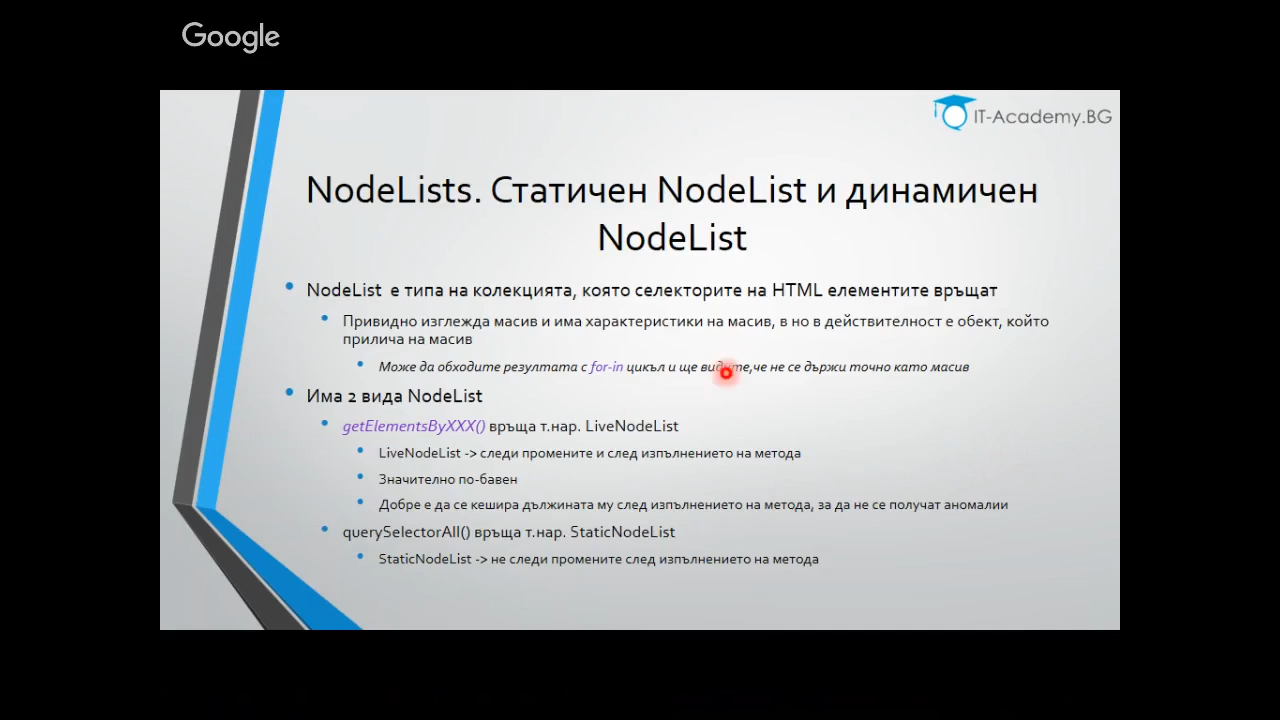 Google
IT-Academy.BG
NodeLists. Статичен NodeList и динамичен
NodeList
NodeList е типа на колекцията, която селекторите на HTML елементите връщат
Привидно изглежда масив и има характеристики на масив, в но в действителност е обект, който
прилича на масив
Може да обходите резултата с for-in цикъл и ще видите,че не се държи точно като масив
Има 2 вида NodeList
getElementsByXXX() връща т.нар. LiveNodeList
LiveNodeList -> следи промените и след изпълнението на метода
Значително по-бавен
Добре е да се кешира дължината му след изпълнението на метода, за да не се получат аномалии
querySelectorAll() връща т.нар. StaticNodeList
StaticNodeList -> не следи промените след изпълнението на метода